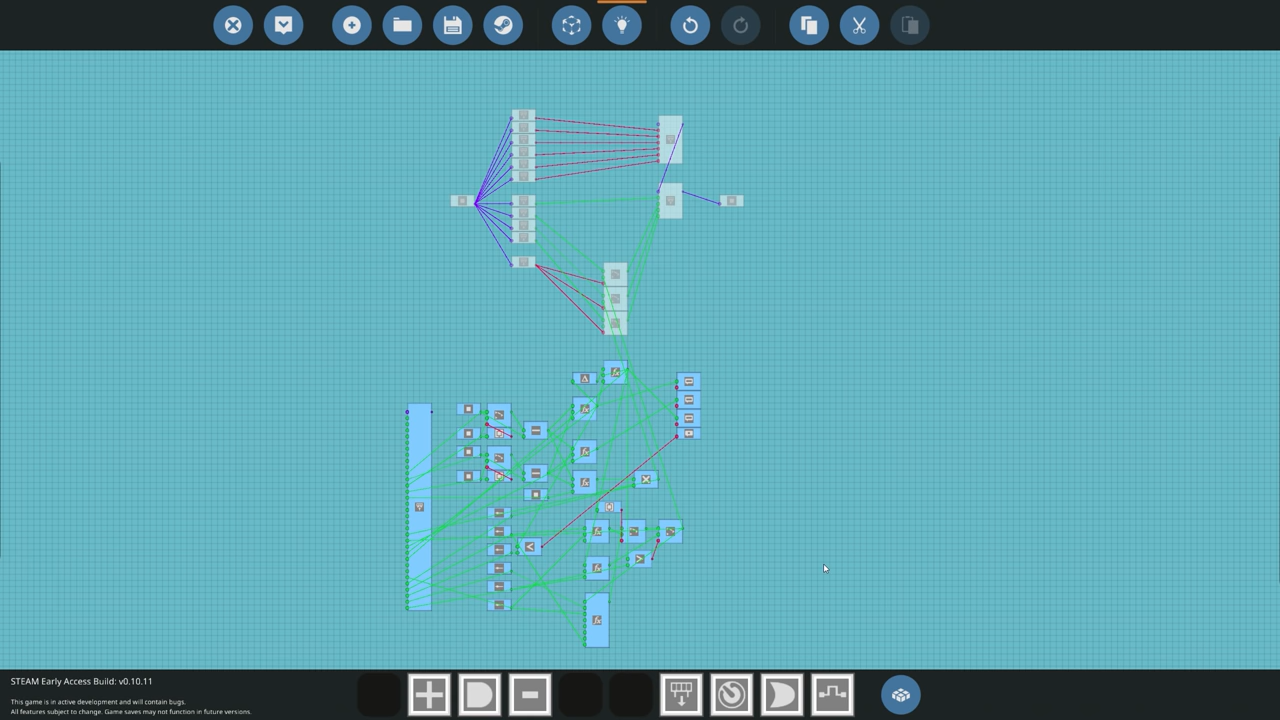 STEAM Early Access Build: v0.10.11
This game is in active development and will contain bugs.
All features subject to change. Game saves may not function in future versions.